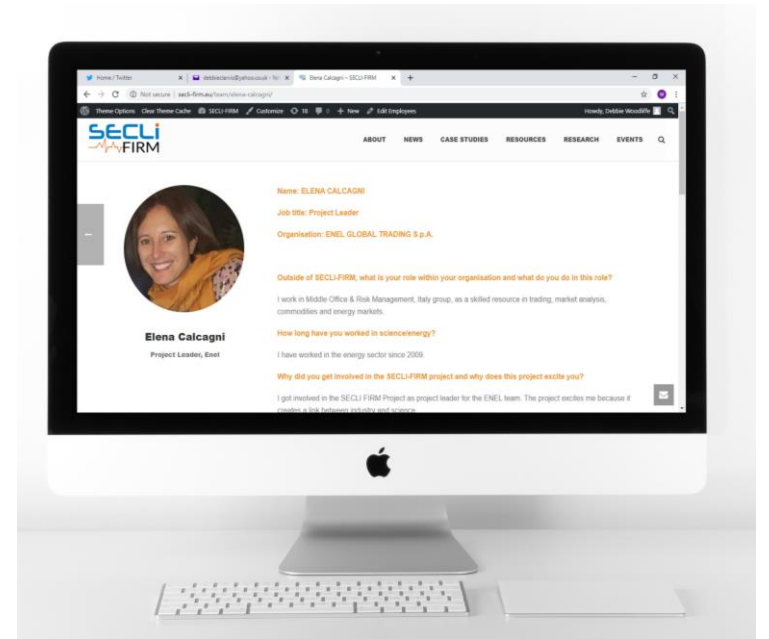 Home / Twitter
Elena Calcagni – SECLI-FIRM
Not secure | secli-firm.eu/team/elena-calcagni/
Theme Options Clear Theme Cache SECLI-FIRM Customize 18 0 New Edit Employees Howdy, Debbie Woodliffe
SECLi
FIRM
ABOUT NEWS CASE STUDIES RESOURCES RESEARCH EVENTS
Name: ELENA CALCAGNI
Job title: Project Leader
Organisation: ENEL GLOBAL TRADING S.p.A.
Outside of SECLI-FIRM, what is your role within your organisation and what do you do in this role?
I work in Middle Office & Risk Management, Italy group, as a skilled resource in trading, market analysis,
commodities and energy markets.
Elena Calcagni
Project Leader, Enel
How long have you worked in science/energy?
I have worked in the energy sector since 2009.
Why did you get involved in the SECLI-FIRM project and why does this project excite you?
I got involved in the SECLI FIRM Project as project leader for the ENEL team. The project excites me because it
creates a link between industry and science.